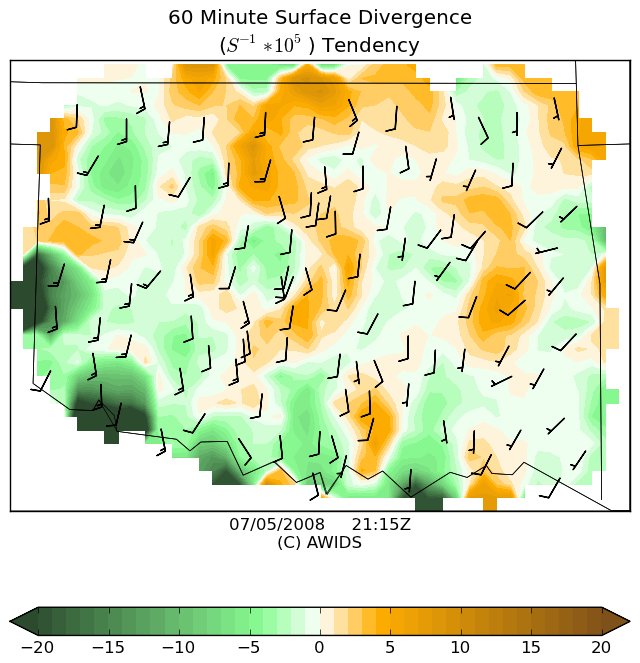 60 Minute Surface Divergence
(S⁻¹ *10⁵ ) Tendency
07/05/2008 21:15Z
(C) AWIDS
−20 −15 −10 −5 0 5 10 15 20